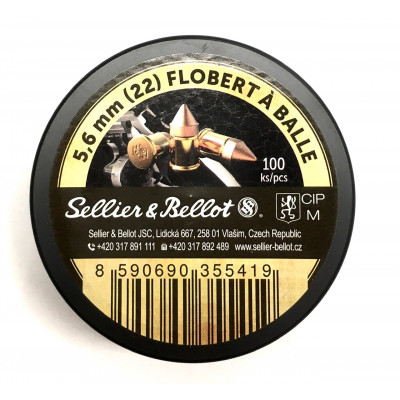 5,6 mm (22) FLOBERT À BALLE
100
ks/pcs
Sellier & Bellot S&B ®
CIP
M
Sellier & Bellot JSC, Lidická 667, 258 01 Vlašim, Czech Republic
+420 317 891 111 +420 317 892 489 www.sellier-bellot.cz
8 590690 355419